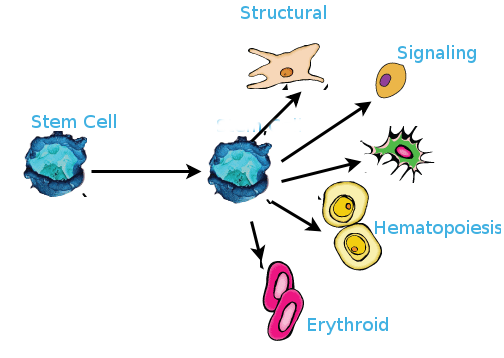 Structural
Signaling
Stem Cell
Hematopoiesis
Erythroid